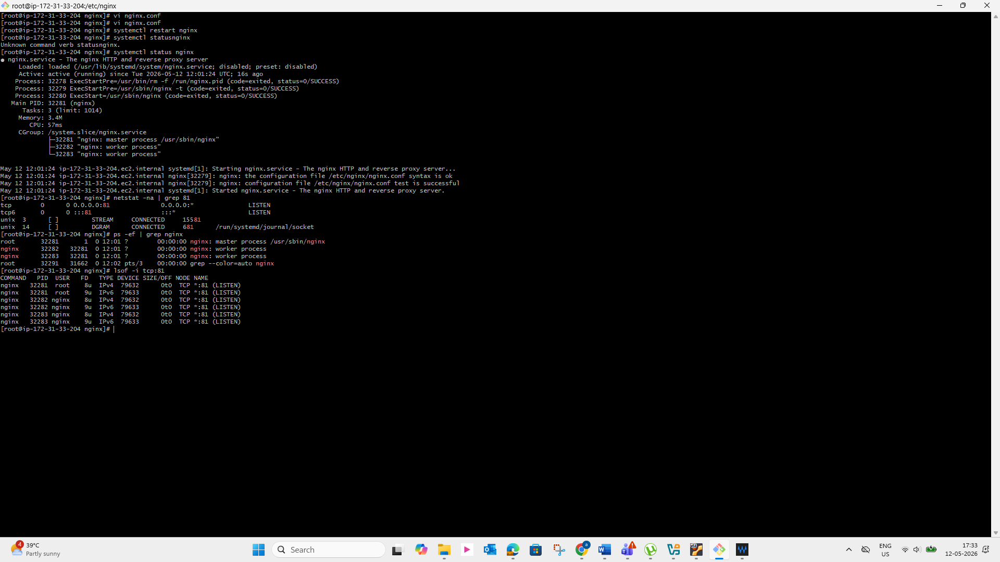 root@ip-172-31-33-204:/etc/nginx
[root@ip-172-31-33-204 nginx]# vi nginx.conf
[root@ip-172-31-33-204 nginx]# vi nginx.conf
[root@ip-172-31-33-204 nginx]# systemctl restart nginx
[root@ip-172-31-33-204 nginx]# systemctl statusnginx
Unknown command verb statusnginx.
[root@ip-172-31-33-204 nginx]# systemctl status nginx
● nginx.service - The nginx HTTP and reverse proxy server
     Loaded: loaded (/usr/lib/systemd/system/nginx.service; disabled; preset: disabled)
     Active: active (running) since Tue 2026-05-12 12:01:24 UTC; 16s ago
    Process: 32278 ExecStartPre=/usr/bin/rm -f /run/nginx.pid (code=exited, status=0/SUCCESS)
    Process: 32279 ExecStartPre=/usr/sbin/nginx -t (code=exited, status=0/SUCCESS)
    Process: 32280 ExecStart=/usr/sbin/nginx (code=exited, status=0/SUCCESS)
   Main PID: 32281 (nginx)
      Tasks: 3 (limit: 1014)
     Memory: 3.4M
        CPU: 57ms
     CGroup: /system.slice/nginx.service
             ├─32281 "nginx: master process /usr/sbin/nginx"
             ├─32282 "nginx: worker process"
             └─32283 "nginx: worker process"
May 12 12:01:24 ip-172-31-33-204.ec2.internal systemd[1]: Starting nginx.service - The nginx HTTP and reverse proxy server...
May 12 12:01:24 ip-172-31-33-204.ec2.internal nginx[32279]: nginx: the configuration file /etc/nginx/nginx.conf syntax is ok
May 12 12:01:24 ip-172-31-33-204.ec2.internal nginx[32279]: nginx: configuration file /etc/nginx/nginx.conf test is successful
May 12 12:01:24 ip-172-31-33-204.ec2.internal systemd[1]: Started nginx.service - The nginx HTTP and reverse proxy server.
[root@ip-172-31-33-204 nginx]# netstat -na | grep 81
tcp        0      0 0.0.0.0:81              0.0.0.0:*               LISTEN
tcp6       0      0 :::81                   :::*                    LISTEN
unix  3      [ ]         STREAM     CONNECTED     15581
unix  14     [ ]         DGRAM      CONNECTED     681      /run/systemd/journal/socket
[root@ip-172-31-33-204 nginx]# ps -ef | grep nginx
root       32281       1  0 12:01 ?        00:00:00 nginx: master process /usr/sbin/nginx
nginx      32282   32281  0 12:01 ?        00:00:00 nginx: worker process
nginx      32283   32281  0 12:01 ?        00:00:00 nginx: worker process
root       32291   31662  0 12:02 pts/3    00:00:00 grep --color=auto nginx
[root@ip-172-31-33-204 nginx]# lsof -i tcp:81
COMMAND   PID  USER   FD   TYPE DEVICE SIZE/OFF NODE NAME
nginx   32281  root    8u  IPv4  79632      0t0  TCP *:81 (LISTEN)
nginx   32281  root    9u  IPv6  79633      0t0  TCP *:81 (LISTEN)
nginx   32282 nginx    8u  IPv4  79632      0t0  TCP *:81 (LISTEN)
nginx   32282 nginx    9u  IPv6  79633      0t0  TCP *:81 (LISTEN)
nginx   32283 nginx    8u  IPv4  79632      0t0  TCP *:81 (LISTEN)
nginx   32283 nginx    9u  IPv6  79633      0t0  TCP *:81 (LISTEN)
[root@ip-172-31-33-204 nginx]#
4
39°C
Partly sunny
Search
a
ENG
US
17:33
12-05-2026